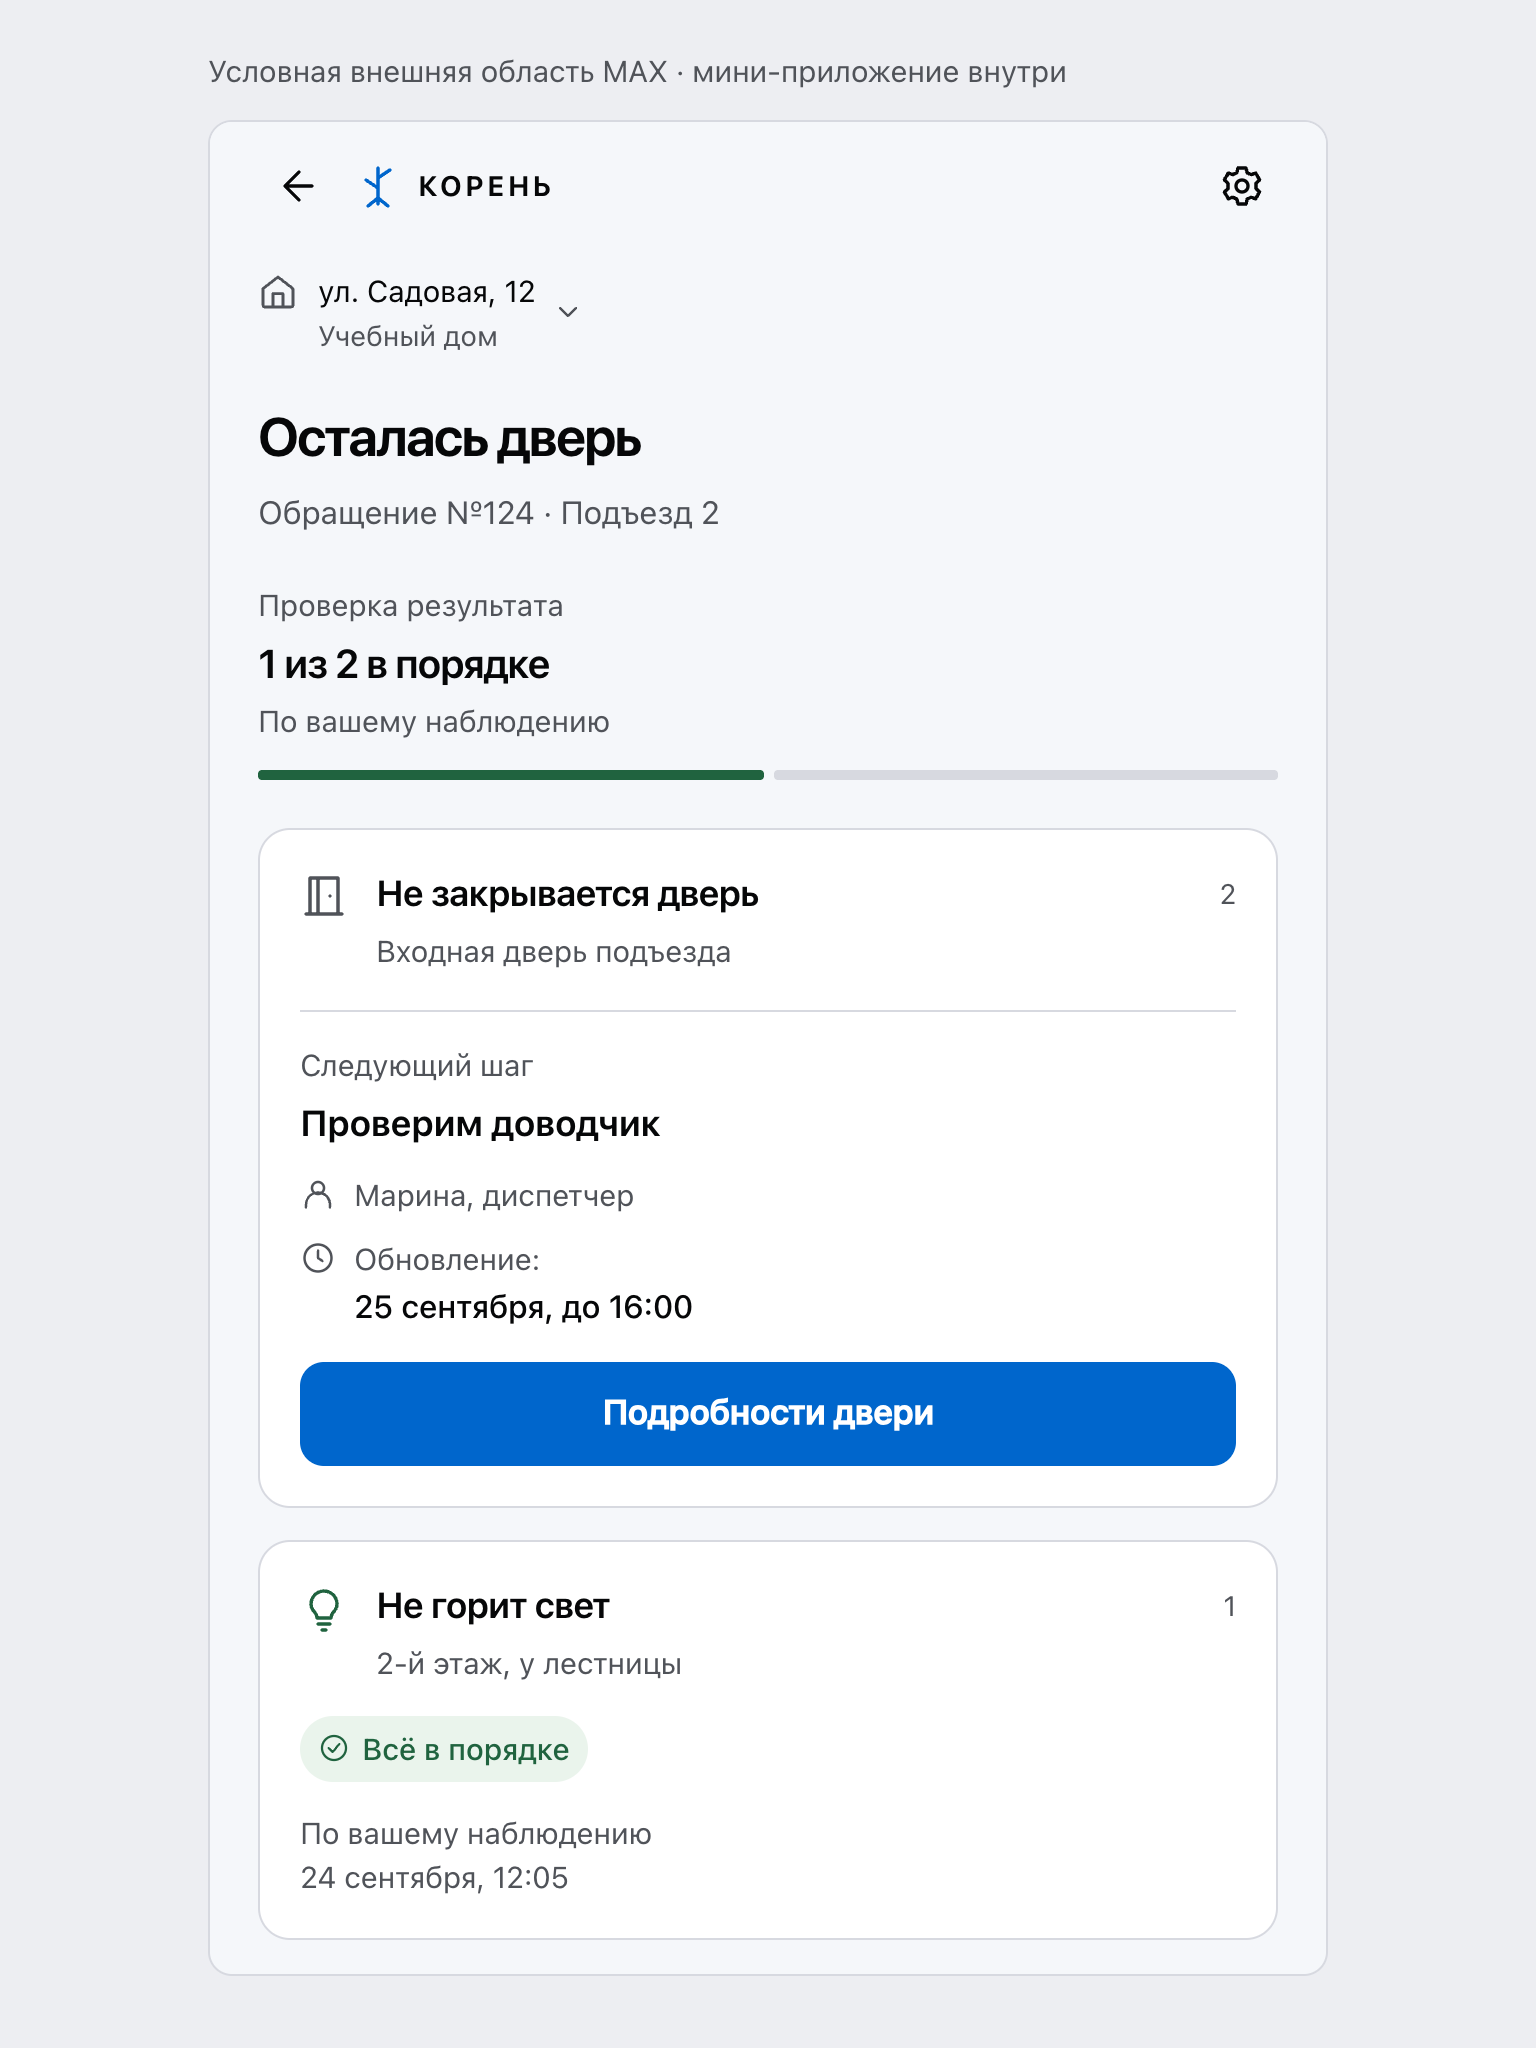 Условная внешняя область MAX · мини-приложение внутри
КОРЕНЬ
ул. Садовая, 12
Учебный дом
Осталась дверь
Обращение №124 · Подъезд 2
Проверка результата
1 из 2 в порядке
По вашему наблюдению
Не закрывается дверь
2
Входная дверь подъезда
Следующий шаг
Проверим доводчик
Марина, диспетчер
Обновление:
25 сентября, до 16:00
Подробности двери
Не горит свет
1
2-й этаж, у лестницы
Всё в порядке
По вашему наблюдению
24 сентября, 12:05